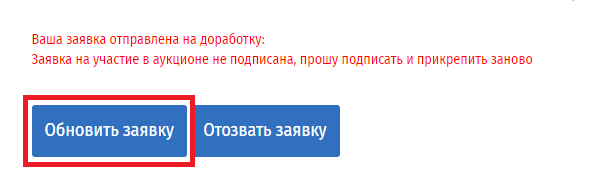 Ваша заявка отправлена на доработку:
Заявка на участие в аукционе не подписана, прошу подписать и прикрепить заново
Обновить заявку Отозвать заявку